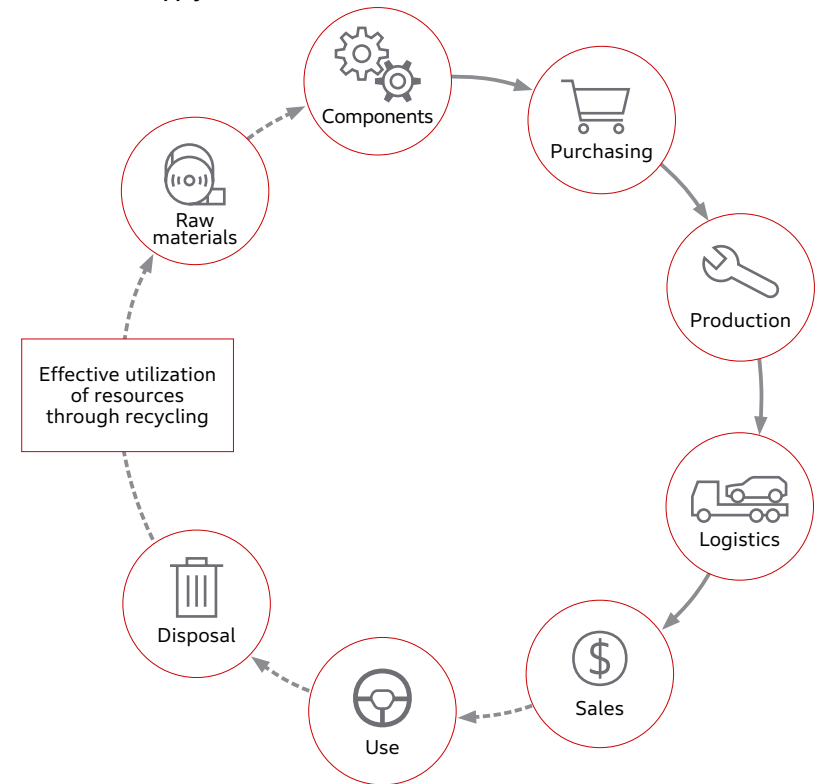 Components
Purchasing
Raw
materials
Production
Effective utilization
of resources
through recycling
Logistics
Disposal
$
Sales
Use